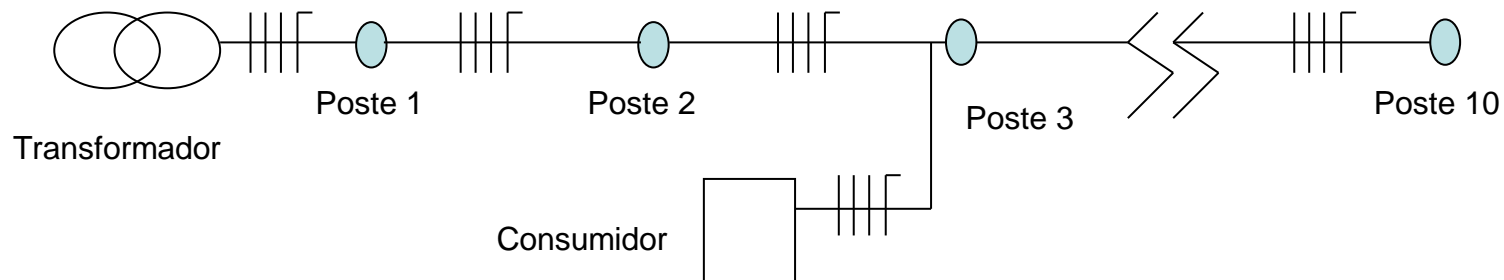 Poste 1
Poste 2
Poste 3
Poste 10
Transformador
Consumidor